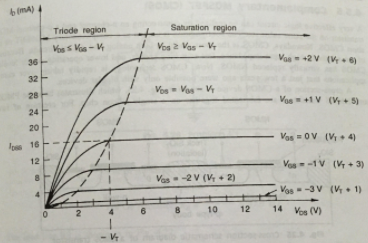 I_D (mA)
Triode region
Saturation region
V_DS ≤ V_GS − V_T
V_DS ≥ V_GS − V_T
36
V_GS = +2 V (V_T + 6)
32
28
V_DS = V_GS − V_T
V_GS = +1 V (V_T + 5)
24
20
I_DSS
16
V_GS = 0 V (V_T + 4)
12
V_GS = −1 V (V_T + 3)
8
V_GS = −2 V (V_T + 2)
4
V_GS = −3 V (V_T + 1)
0 2 4 6 8 10 12 14 V_DS (V)
− V_T